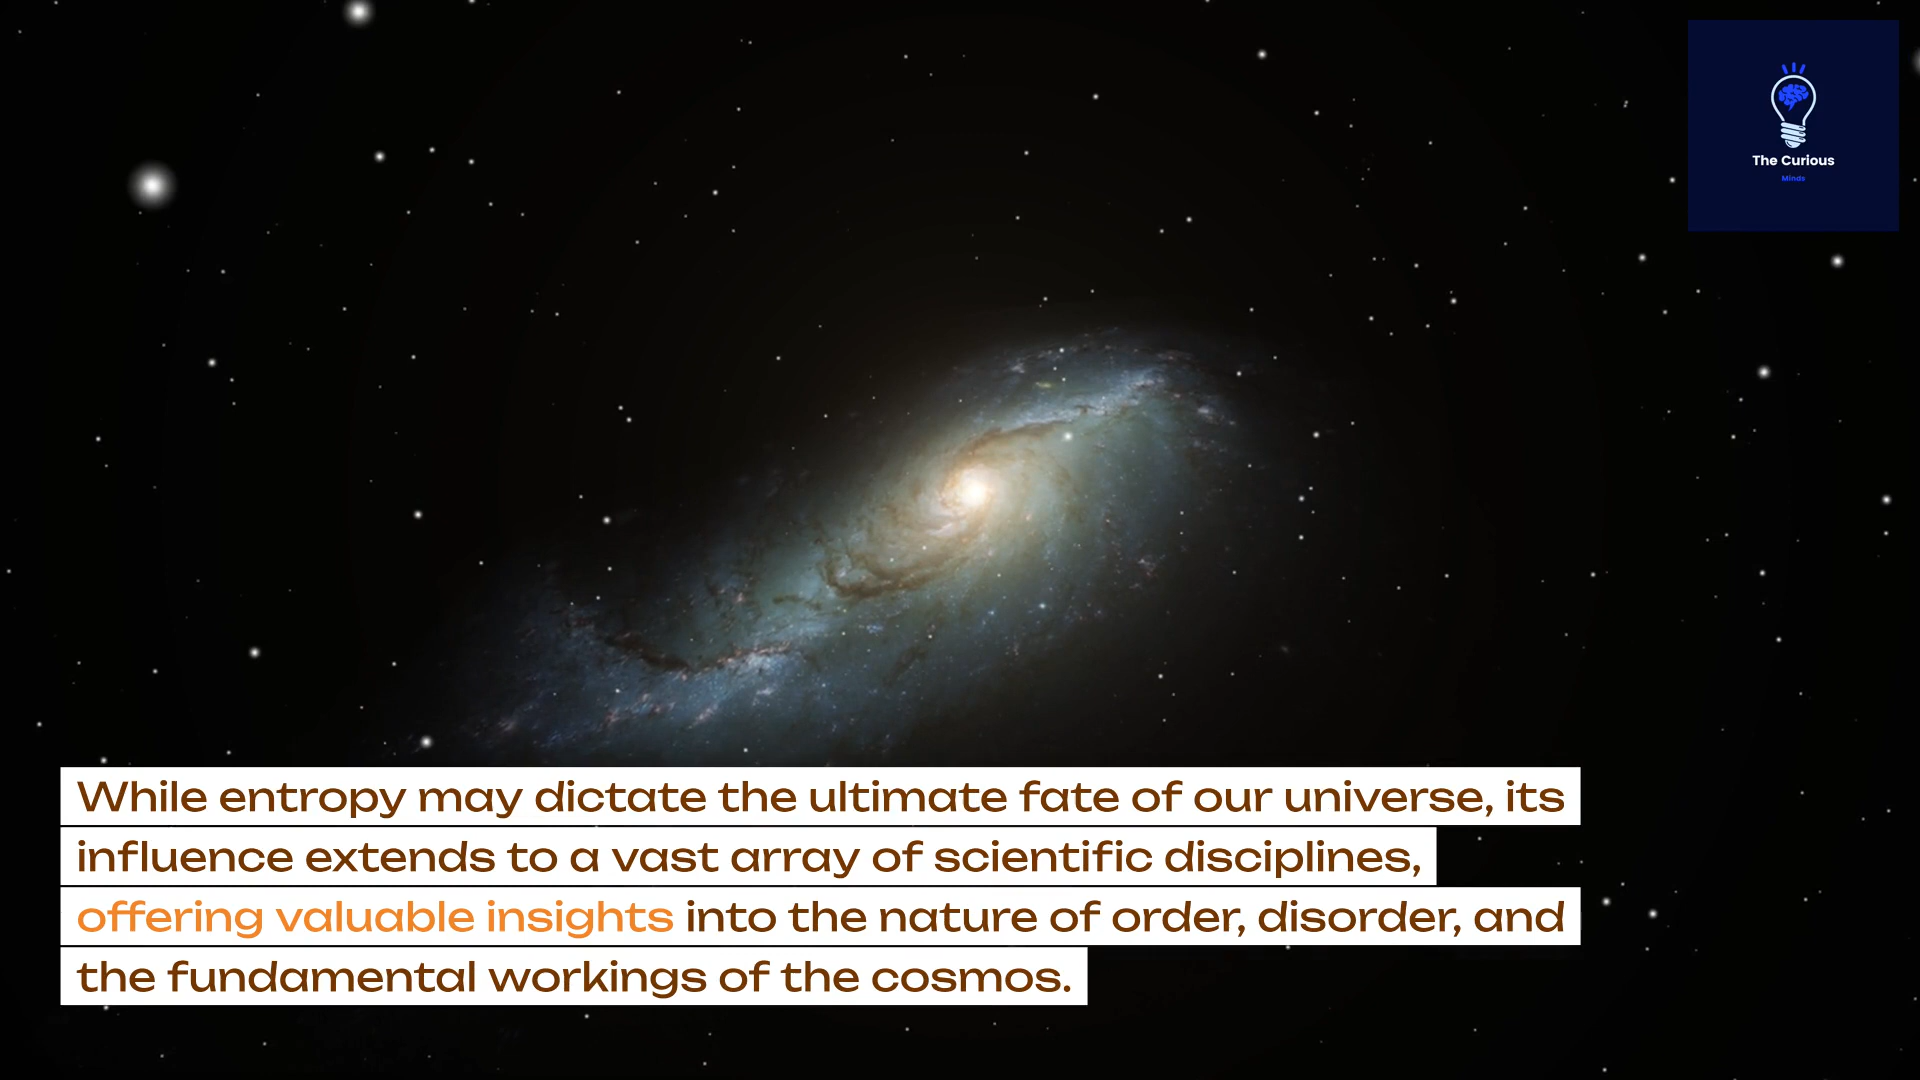 The Curious
Minds
While entropy may dictate the ultimate fate of our universe, its
influence extends to a vast array of scientific disciplines,
offering valuable insights into the nature of order, disorder, and
the fundamental workings of the cosmos.